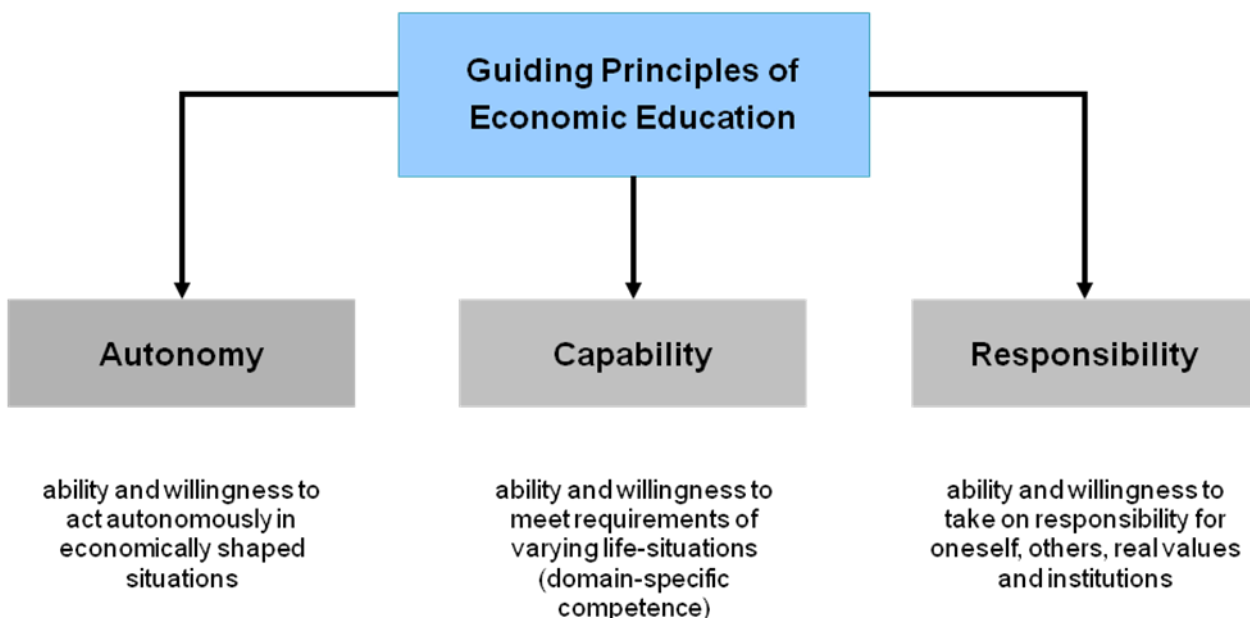 Guiding Principles of
Economic Education
Autonomy
Capability
Responsibility
ability and willingness to
act autonomously in
economically shaped
situations
ability and willingness to
meet requirements of
varying life-situations
(domain-specific
competence)
ability and willingness to
take on responsibility for
oneself, others, real values
and institutions